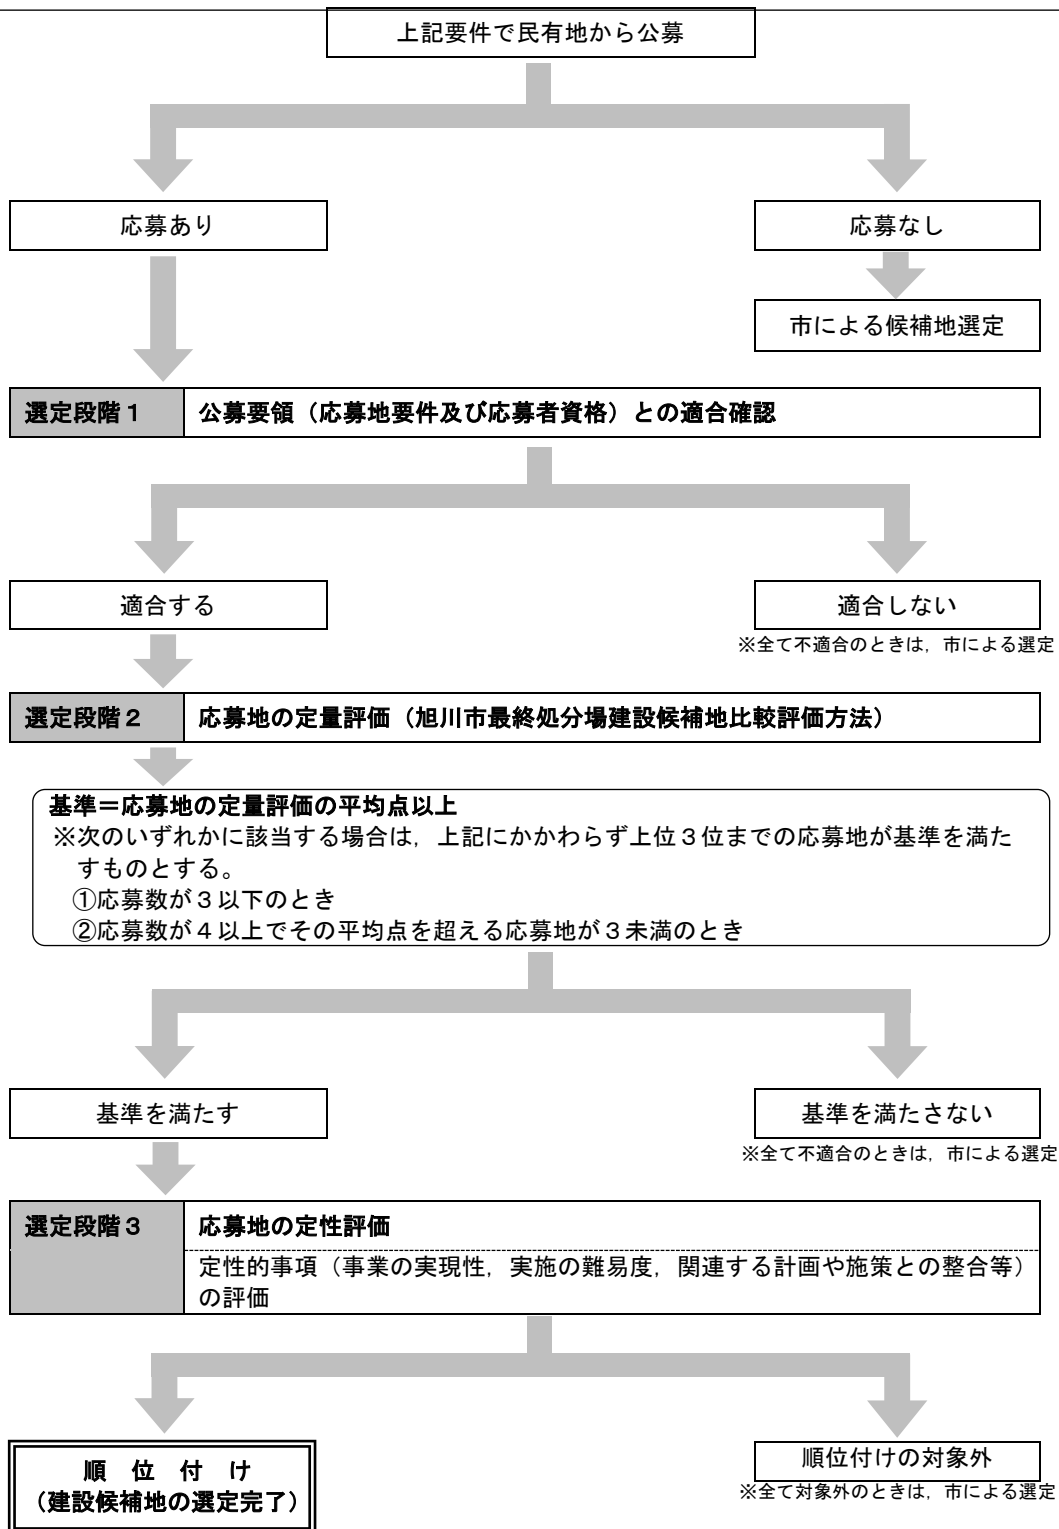 上記要件で民有地から公募
応募あり
応募なし
市による候補地選定
選定段階１ 公募要領（応募地要件及び応募者資格）との適合確認
適合する
適合しない
※全て不適合のときは，市による選定
選定段階２ 応募地の定量評価（旭川市最終処分場建設候補地比較評価方法）
基準＝応募地の定量評価の平均点以上
※次のいずれかに該当する場合は，上記にかかわらず上位３位までの応募地が基準を満た
すものとする。
①応募数が３以下のとき
②応募数が４以上でその平均点を超える応募地が３未満のとき
基準を満たす
基準を満たさない
※全て不適合のときは，市による選定
選定段階３ 応募地の定性評価
定性的事項（事業の実現性，実施の難易度，関連する計画や施策との整合等）
の評価
順　位　付　け
（建設候補地の選定完了）
順位付けの対象外
※全て対象外のときは，市による選定